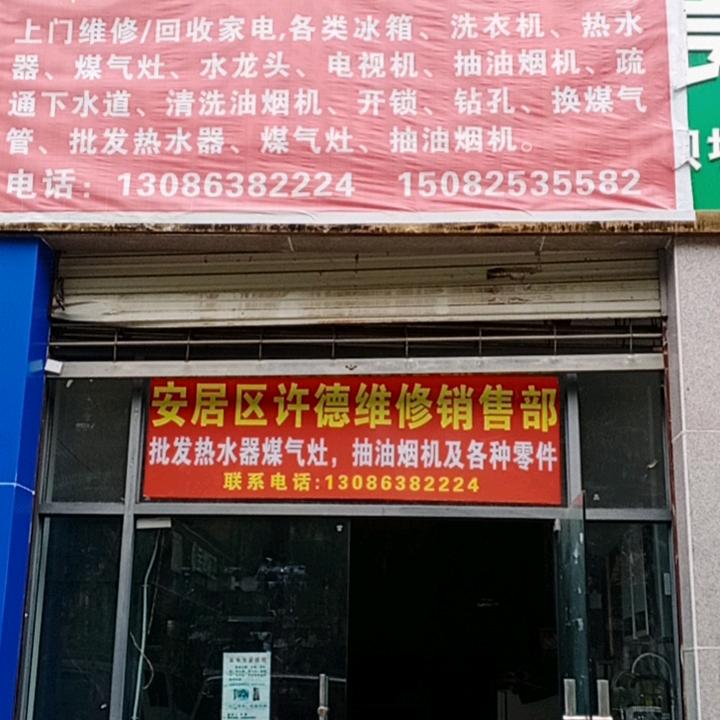 上门维修/回收家电,各类冰箱、洗衣机、热水
器、煤气灶、水龙头、电视机、抽油烟机、疏
通下水道、清洗油烟机、开锁、钻孔、换煤气
管、批发热水器、煤气灶、抽油烟机。
电话：13086382224 15082535582
安居区许德维修销售部
批发热水器煤气灶，抽油烟机及各种零件
联系电话:13086382224